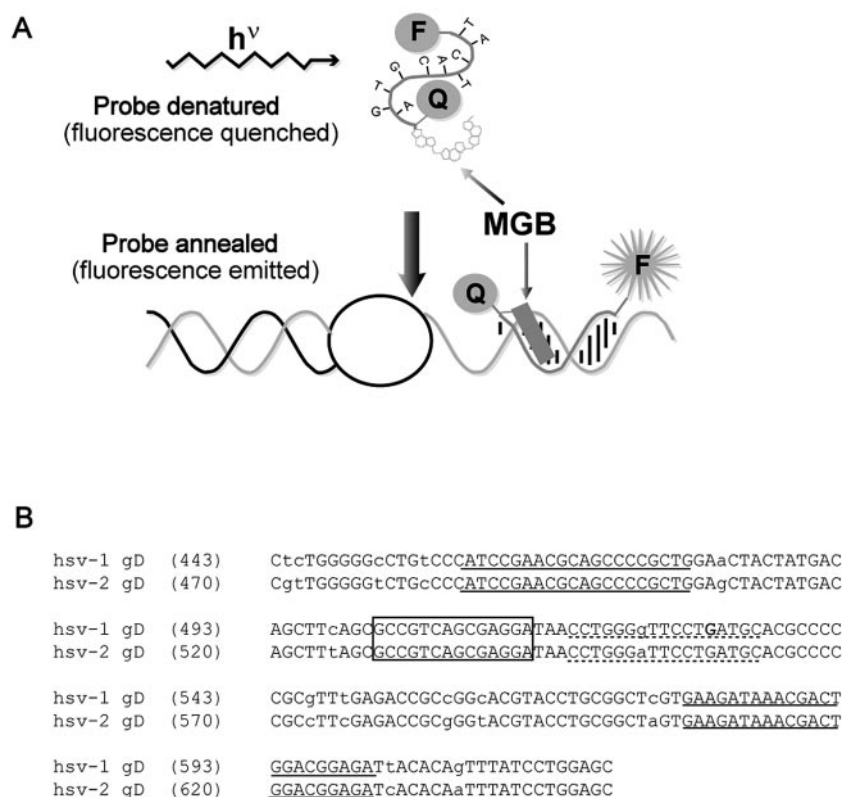 A
hν
F
T
A
C
T
A
C
G
T
G
A
Q
Probe denatured
(fluorescence quenched)
MGB
Probe annealed
(fluorescence emitted)
Q
F
B
hsv-1 gD (443) CtcTGGGGGcCTGtCCCATCCGAACGCAGCCCCGCTGGAaCTACTATGAC
hsv-2 gD (470) CgtTGGGGGtCTGcCCCATCCGAACGCAGCCCCGCTGGAgCTACTATGAC
hsv-1 gD (493) AGCTTcAGCGCCGTCAGCGAGGATAACCTGGGgTTCCTGATGCACGCCCC
hsv-2 gD (520) AGCTTtAGCGCCGTCAGCGAGGATAACCTGGGaTTCCTGATGCACGCCCC
hsv-1 gD (543) CGCgTTtGAGACCGCcGGcACGTACCTGCGGCTcGTGAAGATAAACGACT
hsv-2 gD (570) CGCcTTcGAGACCGCgGGtACGTACCTGCGGCTaGTGAAGATAAACGACT
hsv-1 gD (593) GGACGGAGATtACACAgTTTATCCTGGAGC
hsv-2 gD (620) GGACGGAGATcACACAaTTTATCCTGGAGC